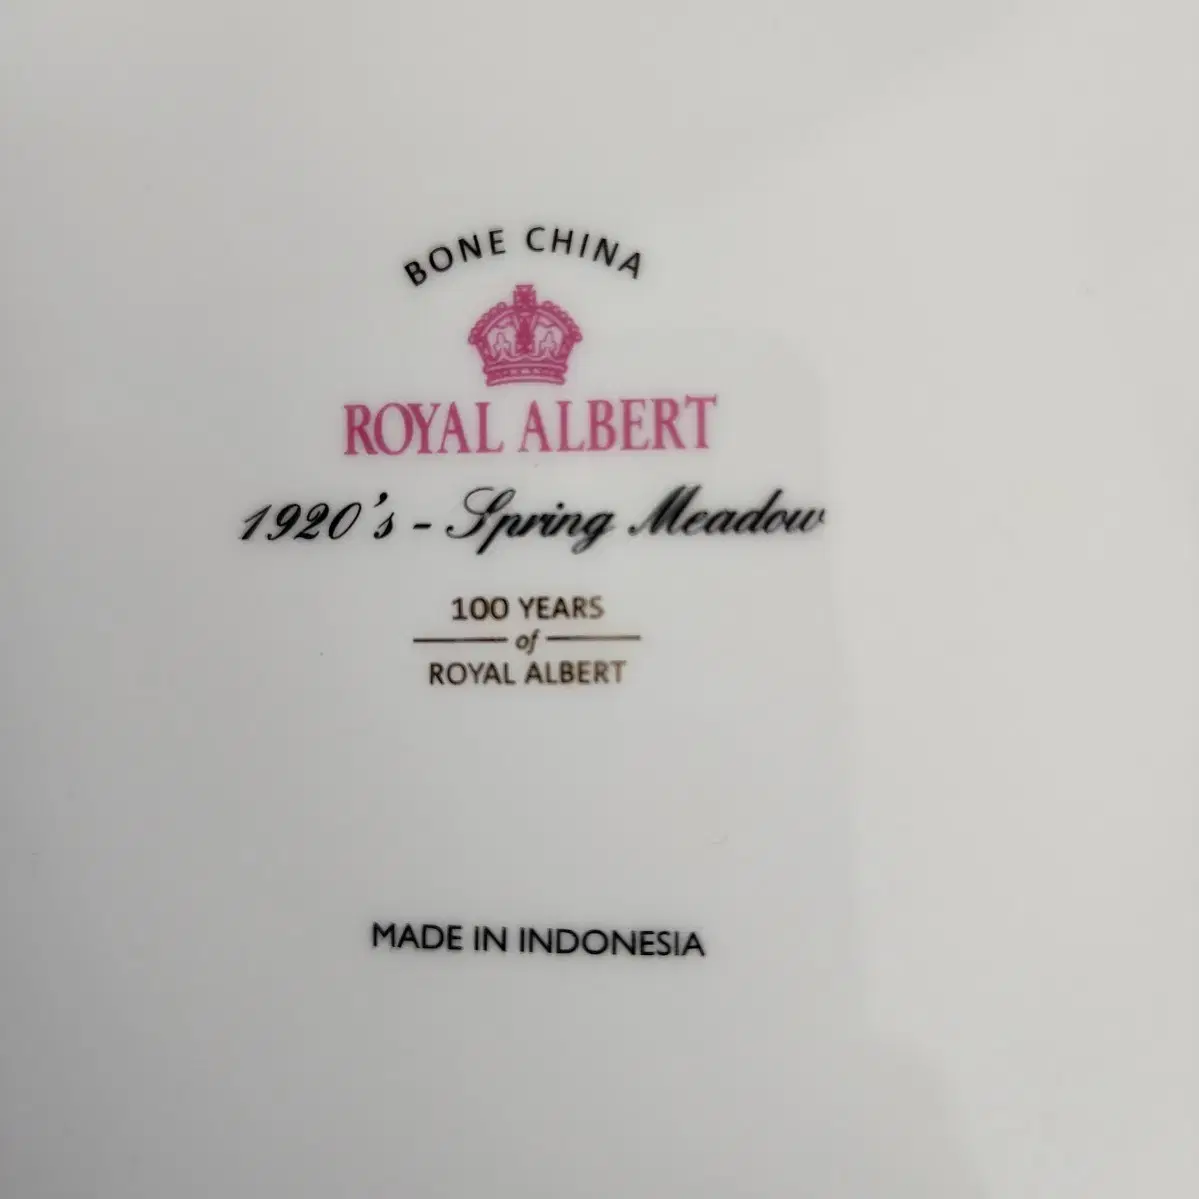 BONE CHINA
ROYAL ALBERT
1920's - Spring Meadow
100 YEARS
of
ROYAL ALBERT
MADE IN INDONESIA